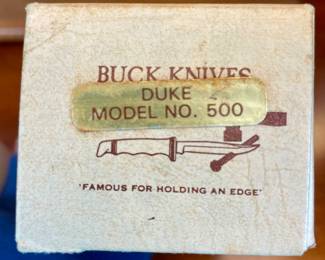 BUCK KNIVES
DUKE
MODEL NO. 500
'FAMOUS FOR HOLDING AN EDGE'